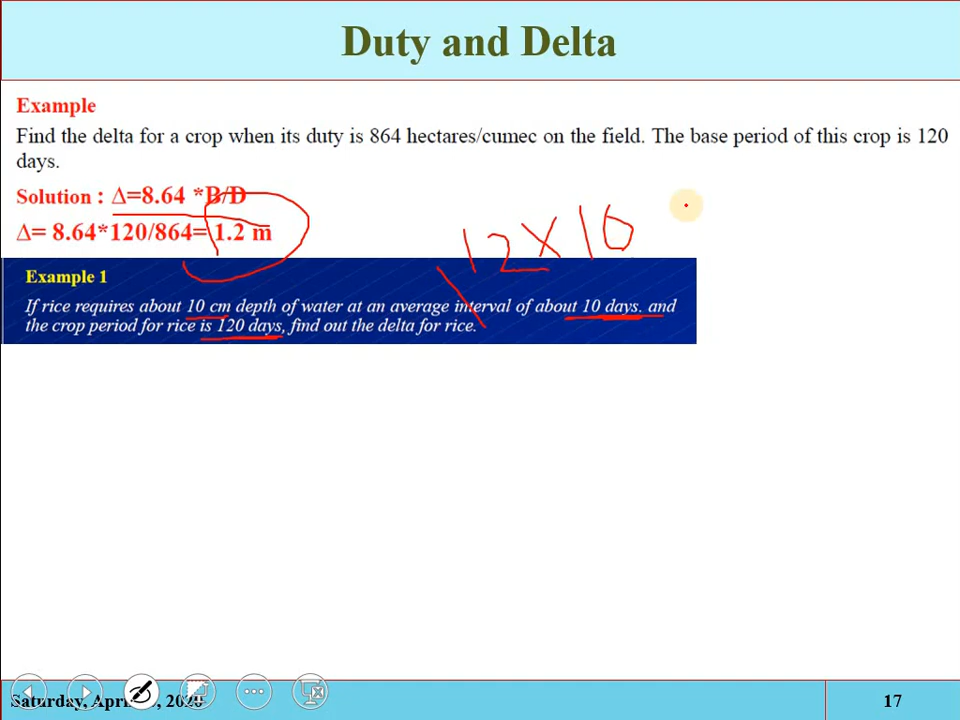 Duty and Delta
Example
Find the delta for a crop when its duty is 864 hectares/cumec on the field. The base period of this crop is 120
days.
Solution : Δ=8.64 *B/D
Δ= 8.64*120/864= 1.2 m
12 X 10
Example 1
If rice requires about 10 cm depth of water at an average interval of about 10 days. and
the crop period for rice is 120 days, find out the delta for rice.
Saturday, April , 2020
17